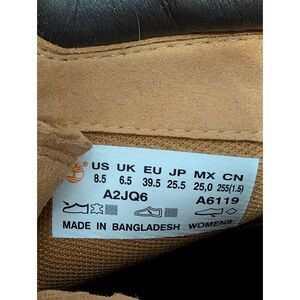 US UK EU JP MX CN
8.5 6.5 39.5 25.5 25,0 255(1.5)
A2JQ6 A6119
MADE IN BANGLADESH WOMENS